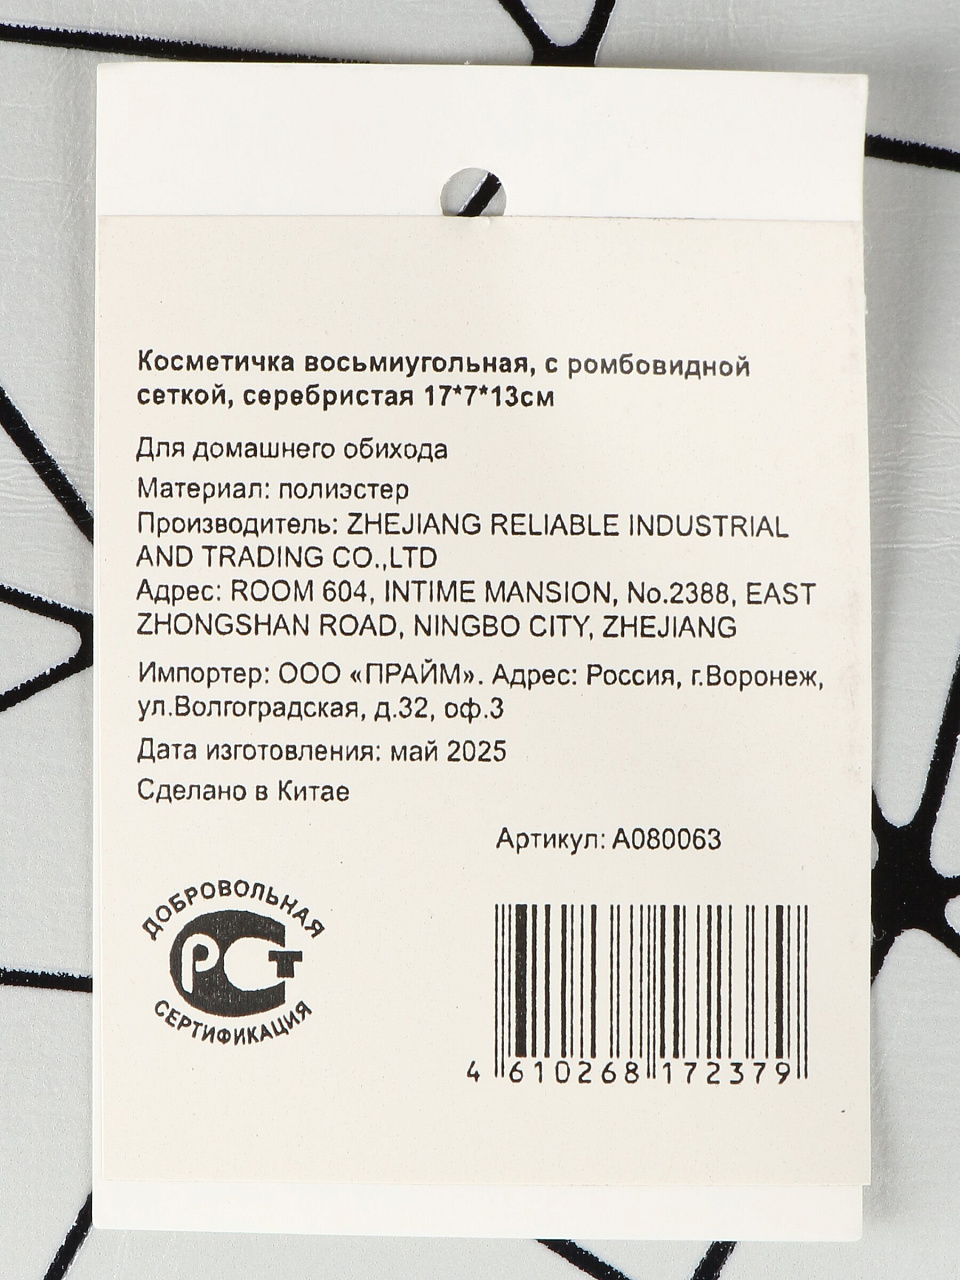 Косметичка восьмиугольная, с ромбовидной
сеткой, серебристая 17*7*13см
Для домашнего обихода
Материал: полиэстер
Производитель: ZHEJIANG RELIABLE INDUSTRIAL
AND TRADING CO.,LTD
Адрес: ROOM 604, INTIME MANSION, No.2388, EAST
ZHONGSHAN ROAD, NINGBO CITY, ZHEJIANG
Импортер: ООО «ПРАЙМ». Адрес: Россия, г.Воронеж,
ул.Волгоградская, д.32, оф.3
Дата изготовления: май 2025
Сделано в Китае
Артикул: A080063
ДОБРОВОЛЬНАЯ
РСТ
СЕРТИФИКАЦИЯ
4 610268 172379